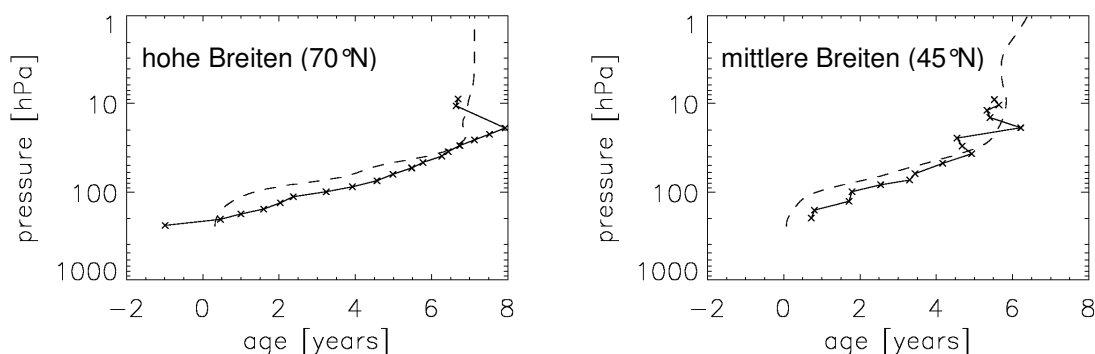 1
10
100
1000
pressure [hPa]
hohe Breiten (70°N)
-2 0 2 4 6 8
age [years]
1
10
100
1000
pressure [hPa]
mittlere Breiten (45°N)
-2 0 2 4 6 8
age [years]